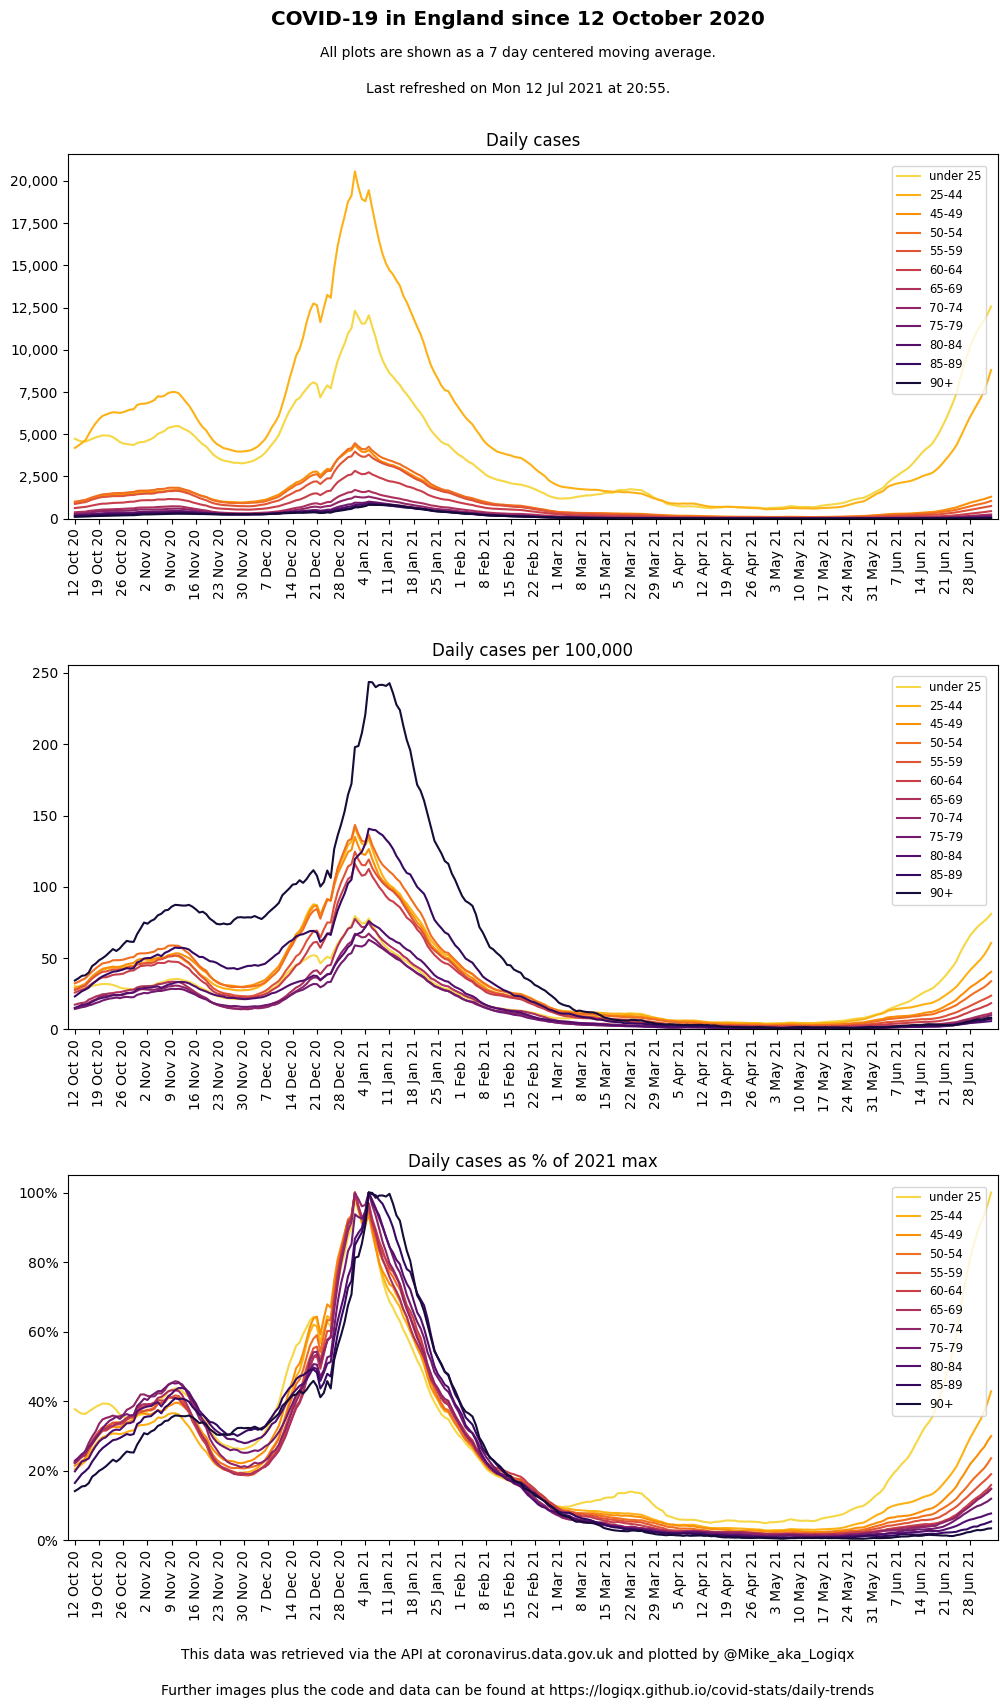 COVID-19 in England since 12 October 2020
All plots are shown as a 7 day centered moving average.
Last refreshed on Mon 12 Jul 2021 at 20:55.
Daily cases
20,000
17,500
15,000
12,500
10,000
7,500
5,000
2,500
0
under 25
25-44
45-49
50-54
55-59
60-64
65-69
70-74
75-79
80-84
85-89
90+
12 Oct 20
19 Oct 20
26 Oct 20
2 Nov 20
9 Nov 20
16 Nov 20
23 Nov 20
30 Nov 20
7 Dec 20
14 Dec 20
21 Dec 20
28 Dec 20
4 Jan 21
11 Jan 21
18 Jan 21
25 Jan 21
1 Feb 21
8 Feb 21
15 Feb 21
22 Feb 21
1 Mar 21
8 Mar 21
15 Mar 21
22 Mar 21
29 Mar 21
5 Apr 21
12 Apr 21
19 Apr 21
26 Apr 21
3 May 21
10 May 21
17 May 21
24 May 21
31 May 21
7 Jun 21
14 Jun 21
21 Jun 21
28 Jun 21
Daily cases per 100,000
250
200
150
100
50
0
under 25
25-44
45-49
50-54
55-59
60-64
65-69
70-74
75-79
80-84
85-89
90+
12 Oct 20
19 Oct 20
26 Oct 20
2 Nov 20
9 Nov 20
16 Nov 20
23 Nov 20
30 Nov 20
7 Dec 20
14 Dec 20
21 Dec 20
28 Dec 20
4 Jan 21
11 Jan 21
18 Jan 21
25 Jan 21
1 Feb 21
8 Feb 21
15 Feb 21
22 Feb 21
1 Mar 21
8 Mar 21
15 Mar 21
22 Mar 21
29 Mar 21
5 Apr 21
12 Apr 21
19 Apr 21
26 Apr 21
3 May 21
10 May 21
17 May 21
24 May 21
31 May 21
7 Jun 21
14 Jun 21
21 Jun 21
28 Jun 21
Daily cases as % of 2021 max
100%
80%
60%
40%
20%
0%
under 25
25-44
45-49
50-54
55-59
60-64
65-69
70-74
75-79
80-84
85-89
90+
12 Oct 20
19 Oct 20
26 Oct 20
2 Nov 20
9 Nov 20
16 Nov 20
23 Nov 20
30 Nov 20
7 Dec 20
14 Dec 20
21 Dec 20
28 Dec 20
4 Jan 21
11 Jan 21
18 Jan 21
25 Jan 21
1 Feb 21
8 Feb 21
15 Feb 21
22 Feb 21
1 Mar 21
8 Mar 21
15 Mar 21
22 Mar 21
29 Mar 21
5 Apr 21
12 Apr 21
19 Apr 21
26 Apr 21
3 May 21
10 May 21
17 May 21
24 May 21
31 May 21
7 Jun 21
14 Jun 21
21 Jun 21
28 Jun 21
This data was retrieved via the API at coronavirus.data.gov.uk and plotted by @Mike_aka_Logiqx
Further images plus the code and data can be found at https://logiqx.github.io/covid-stats/daily-trends